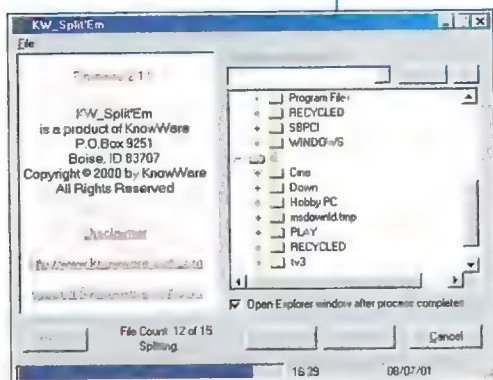 KW_Split'Em
File
KW_Split'Em
is a product of KnowWare
P.O.Box 9251
Boise, ID 83707
Copyright © 2000 by KnowWare
All Rights Reserved
Disclaimer
Program Files
RECYCLED
SBPCI
WINDOWS
Cine
Down
Hobby PC
msdownld.tmp
PLAY
RECYCLED
tv3
Open Explorer window after process completed
File Count: 12 of 15
Splitting.
Cancel
16:29
08/07/01